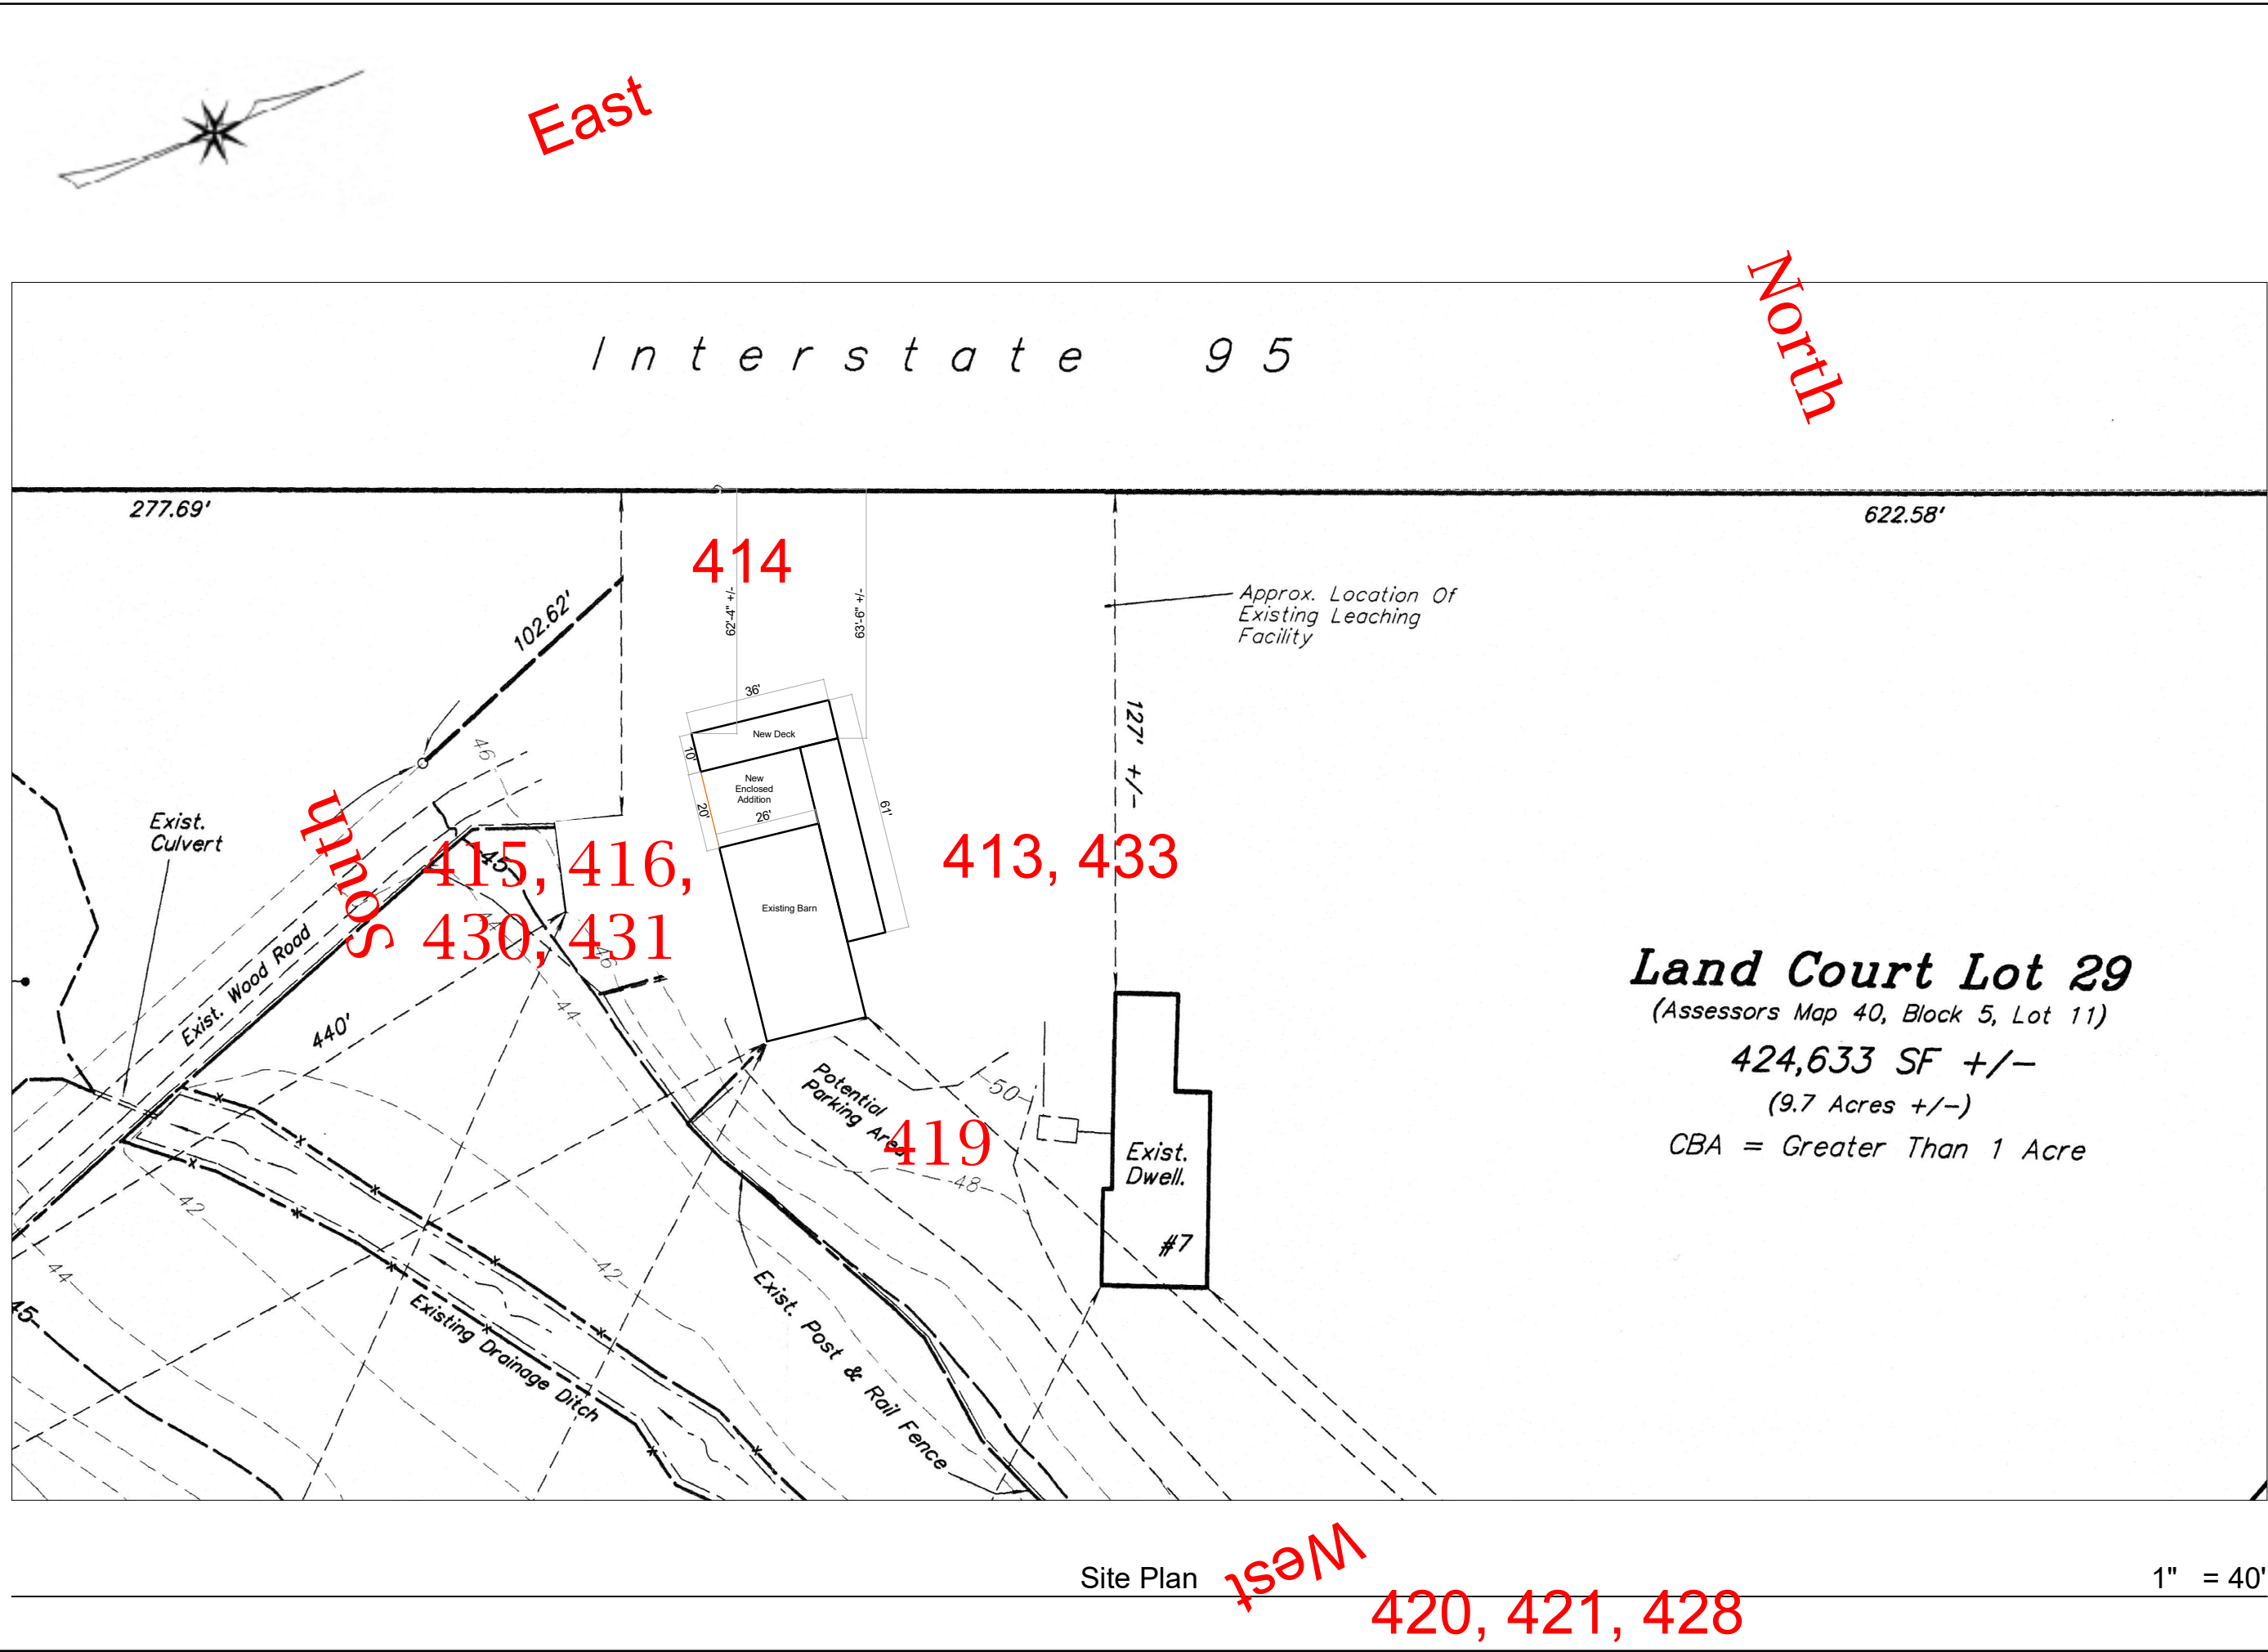 East
North
Interstate 95
277.69'
622.58'
414
102.62'
62'-4" +/-
63'-6" +/-
Approx. Location Of
Existing Leaching
Facility
36'
New Deck
10'
127' +/-
46
New
Enclosed
Addition
20'
26'
61'
Exist.
Culvert
South
45
415, 416,
430, 431
413, 433
Existing Barn
44
46
Exist. Wood Road
440'
44
Land Court Lot 29
(Assessors Map 40, Block 5, Lot 11)
424,633 SF +/-
(9.7 Acres +/-)
CBA = Greater Than 1 Acre
Potential
Parking Area
50
419
48
Exist.
Dwell.
#7
42
44
42
45
Existing Drainage Ditch
Exist. Post & Rail Fence
West
Site Plan
1" = 40'
420, 421, 428